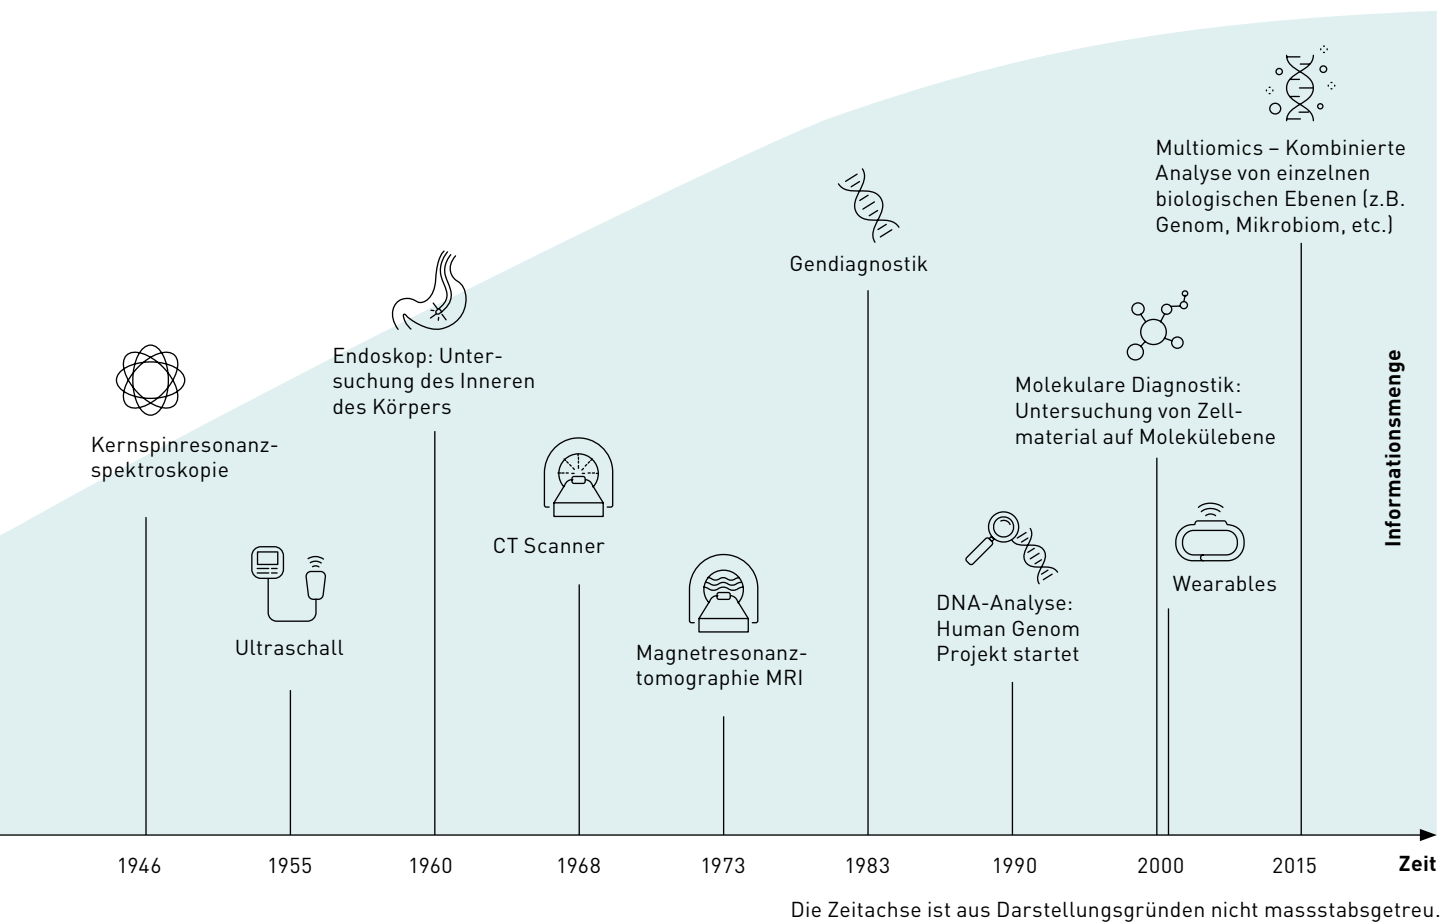 Multiomics – Kombinierte
Analyse von einzelnen
biologischen Ebenen (z.B.
Genom, Mikrobiom, etc.)
Gendiagnostik
Endoskop: Unter-
suchung des Inneren
des Körpers
Molekulare Diagnostik:
Untersuchung von Zell-
material auf Molekülebene
Informationsmenge
Kernspinresonanz-
spektroskopie
CT Scanner
Wearables
DNA-Analyse:
Human Genom
Projekt startet
Ultraschall
Magnetresonanz-
tomographie MRI
1946 1955 1960 1968 1973 1983 1990 2000 2015 Zeit
Die Zeitachse ist aus Darstellungsgründen nicht massstabsgetreu.